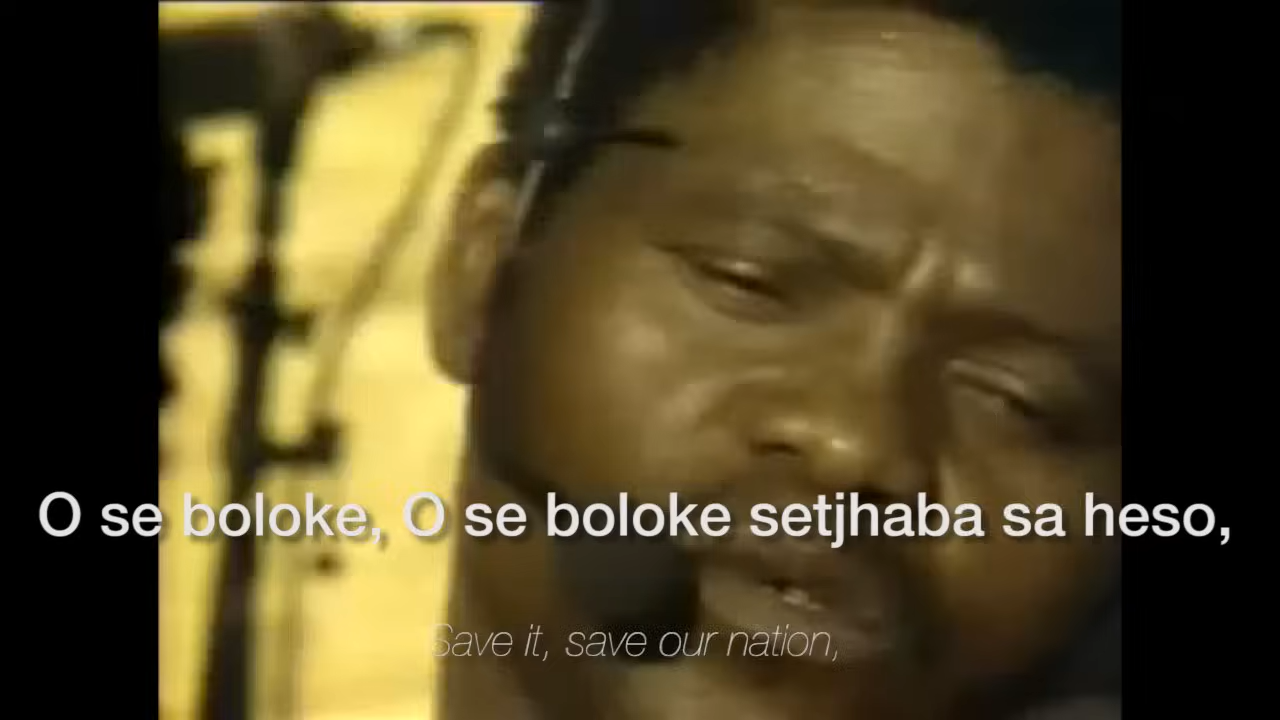 O se boloke, O se boloke setjhaba sa heso,
Save it, save our nation,